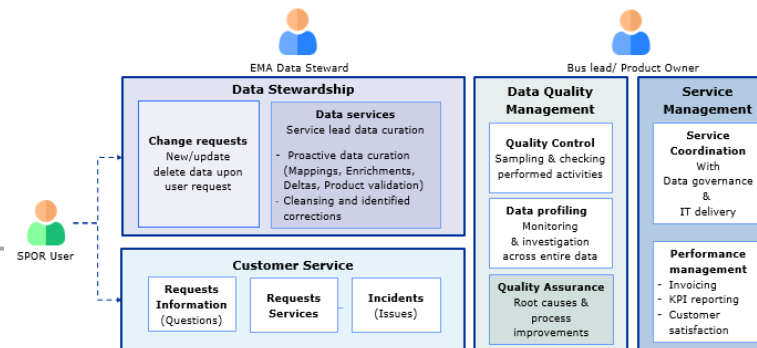 EMA Data Steward
Bus lead/ Product Owner
Data Stewardship
Change requests
New/update
delete data upon
user request
Data services
Service lead data curation
- Proactive data curation
(Mappings, Enrichments,
Deltas, Product validation)
- Cleansing and identified
corrections
SPOR User
Customer Service
Requests
Information
(Questions)
Requests
Services
Incidents
(Issues)
Data Quality
Management
Quality Control
Sampling & checking
performed activities
Data profiling
Monitoring
& investigation
across entire data
Quality Assurance
Root causes &
process
improvements
Service
Management
Service
Coordination
With
Data governance
&
IT delivery
Performance
management
- Invoicing
- KPI reporting
- Customer
satisfaction